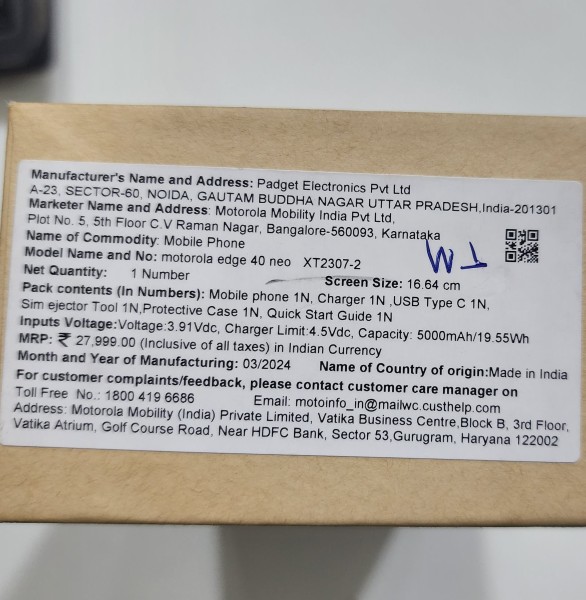 Manufacturer's Name and Address: Padget Electronics Pvt Ltd
A-23, SECTOR-60, NOIDA, GAUTAM BUDDHA NAGAR UTTAR PRADESH,India-201301
Marketer Name and Address: Motorola Mobility India Pvt Ltd,
Plot No. 5, 5th Floor C.V Raman Nagar, Bangalore-560093, Karnataka
Name of Commodity: Mobile Phone
Model Name and No: motorola edge 40 neo XT2307-2
Net Quantity: 1 Number Screen Size: 16.64 cm
Pack contents (In Numbers): Mobile phone 1N, Charger 1N ,USB Type C 1N,
Sim ejector Tool 1N,Protective Case 1N, Quick Start Guide 1N
Inputs Voltage:Voltage:3.91Vdc, Charger Limit:4.5Vdc, Capacity: 5000mAh/19.55Wh
MRP: ₹ 27,999.00 (Inclusive of all taxes) in Indian Currency
Month and Year of Manufacturing: 03/2024 Name of Country of origin:Made in India
For customer complaints/feedback, please contact customer care manager on
Toll Free No.: 1800 419 6686 Email: motoinfo_in@mailwc.custhelp.com
Address: Motorola Mobility (India) Private Limited, Vatika Business Centre,Block B, 3rd Floor,
Vatika Atrium, Golf Course Road, Near HDFC Bank, Sector 53,Gurugram, Haryana 122002